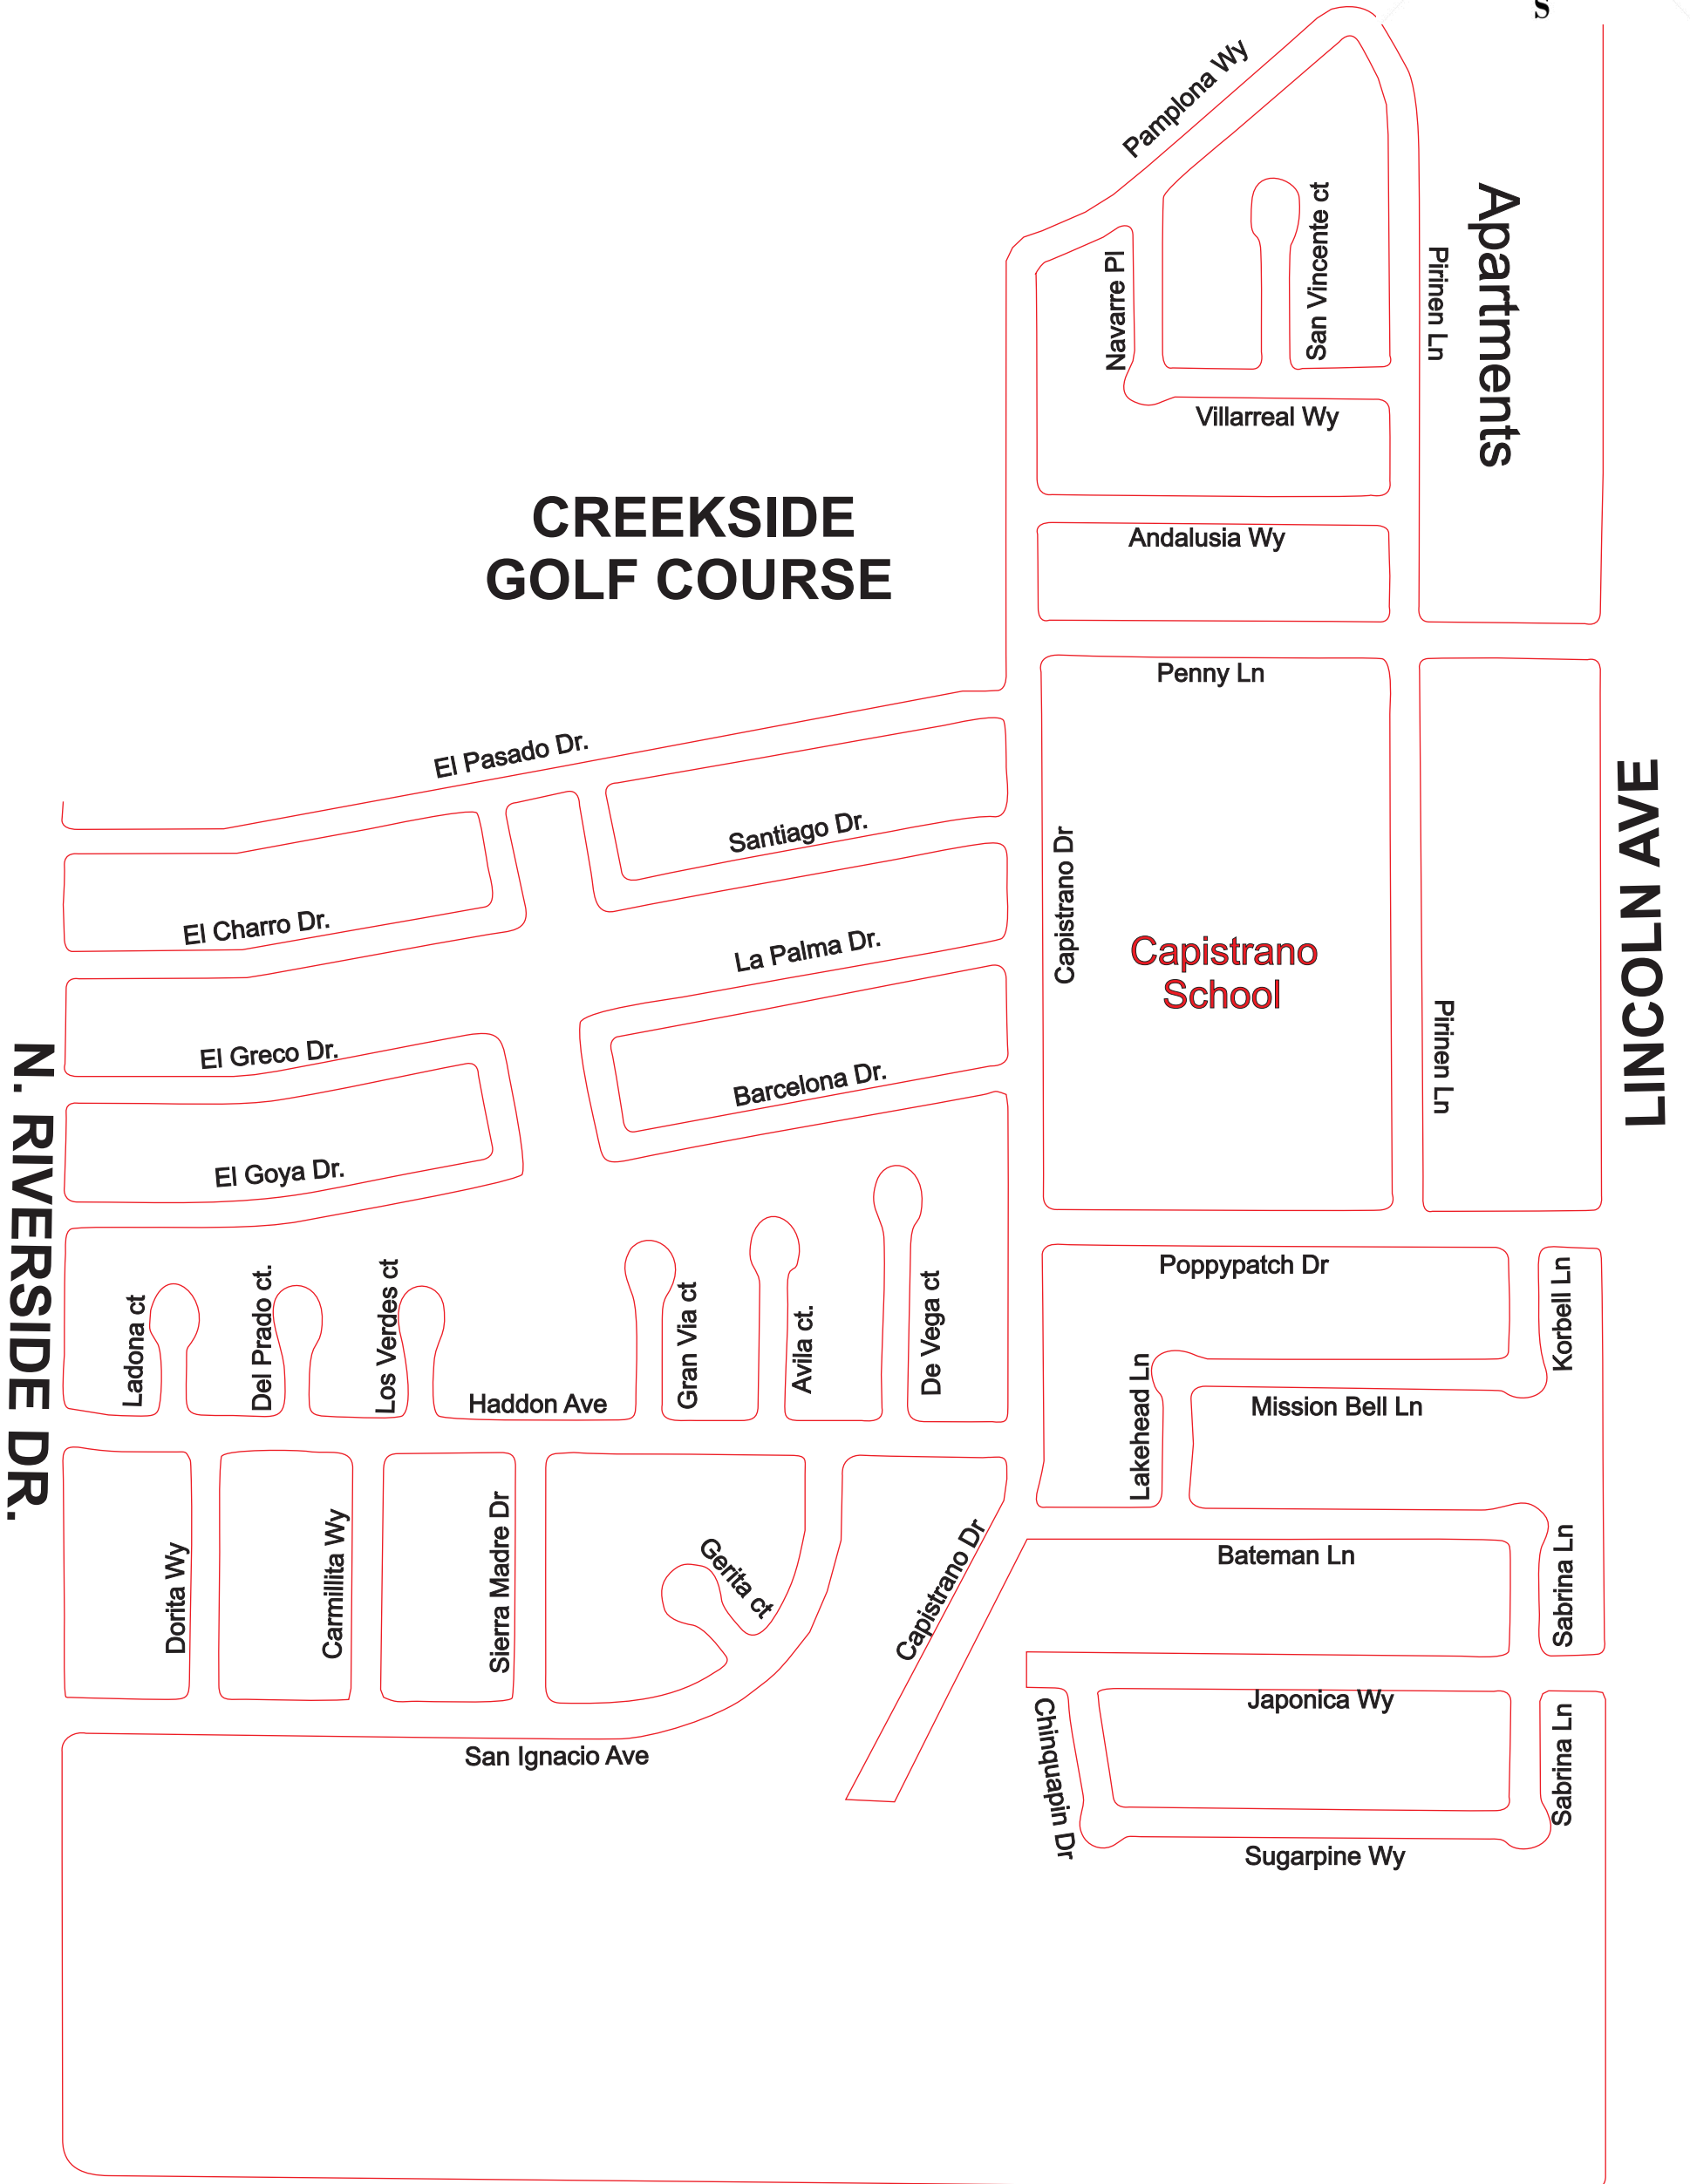 s
Pamplona Wy
Apartments
San Vincente ct
Navarre Pl
Pirinen Ln
Villarreal Wy
CREEKSIDE
GOLF COURSE
Andalusia Wy
Penny Ln
El Pasado Dr.
LINCOLN AVE
Santiago Dr.
Capistrano Dr
El Charro Dr.
La Palma Dr.
Capistrano
School
Pirinen Ln
El Greco Dr.
Barcelona Dr.
N. RIVERSIDE DR.
El Goya Dr.
Poppypatch Dr
Korbell Ln
Ladona ct
Del Prado ct.
Los Verdes ct
Gran Via ct
Avila ct.
De Vega ct
Haddon Ave
Lakehead Ln
Mission Bell Ln
Dorita Wy
Carmillita Wy
Sierra Madre Dr
Gerita ct
Capistrano Dr
Bateman Ln
Sabrina Ln
Chinquapin Dr
Japonica Wy
Sabrina Ln
San Ignacio Ave
Sugarpine Wy